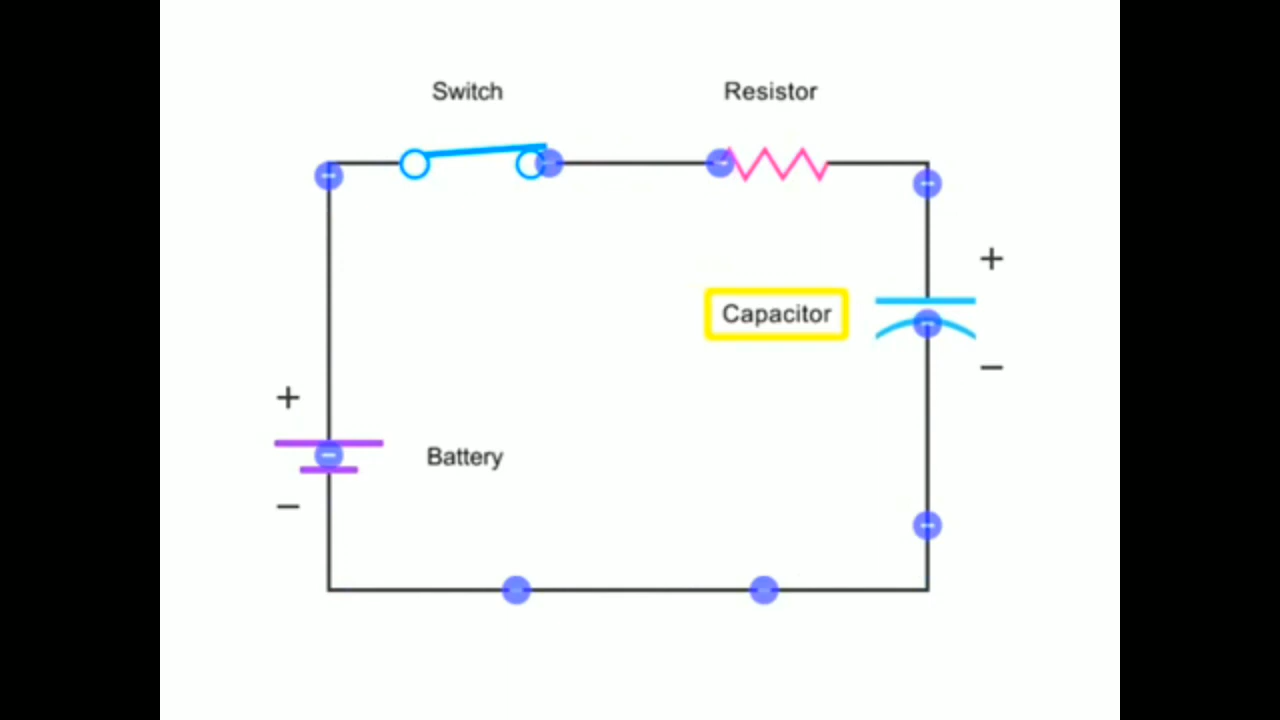 Switch
Resistor
+
Capacitor
−
+
Battery
−